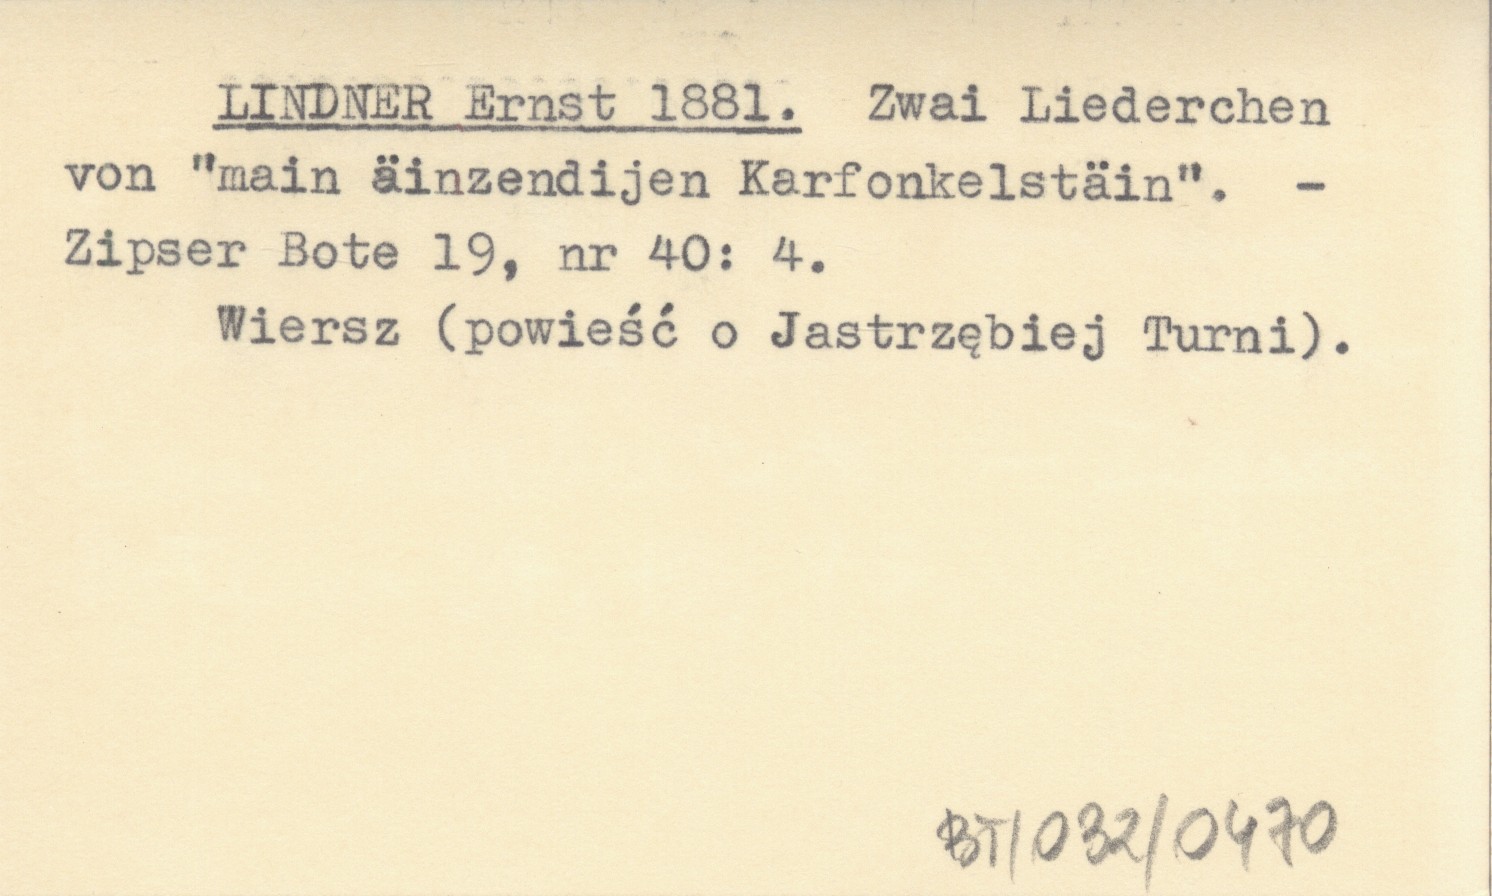 LINDNER Ernst 1881. Zwai Liederchen
von "main äinzendijen Karfonkelstäin". -
Zipser Bote 19, nr 40: 4.
Wiersz (powieść o Jastrzębiej Turni).
BT/032/0470